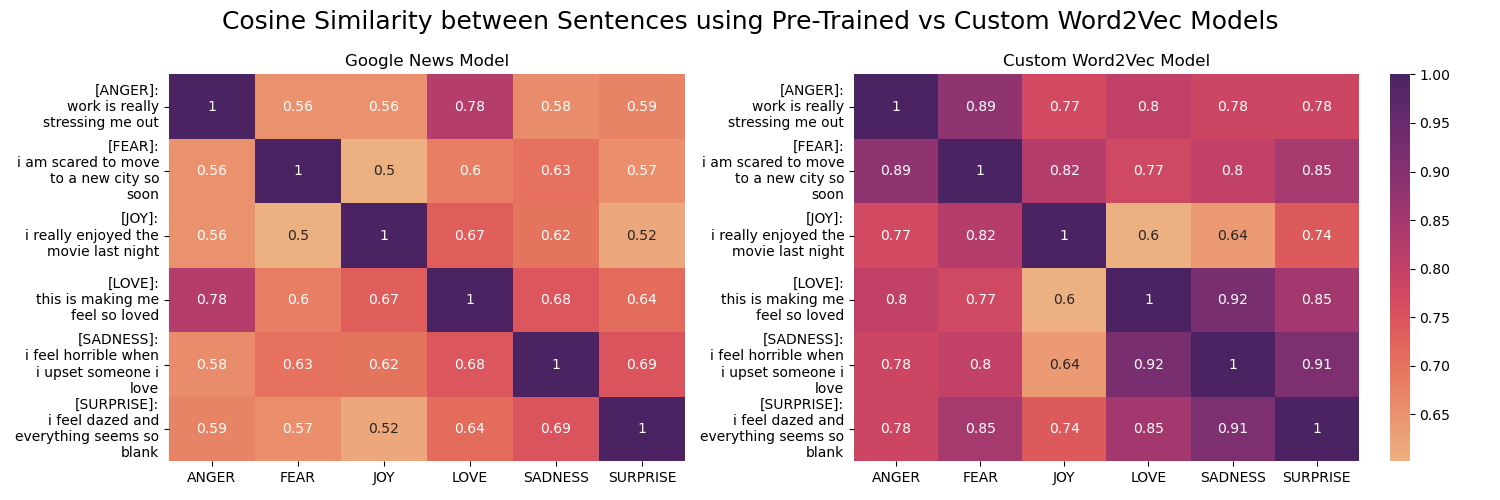 Cosine Similarity between Sentences using Pre-Trained vs Custom Word2Vec Models
Google News Model
[ANGER]:
work is really
stressing me out
1 0.56 0.56 0.78 0.58 0.59
[FEAR]:
i am scared to move
to a new city so
soon
0.56 1 0.5 0.6 0.63 0.57
[JOY]:
i really enjoyed the
movie last night
0.56 0.5 1 0.67 0.62 0.52
[LOVE]:
this is making me
feel so loved
0.78 0.6 0.67 1 0.68 0.64
[SADNESS]:
i feel horrible when
i upset someone i
love
0.58 0.63 0.62 0.68 1 0.69
[SURPRISE]:
i feel dazed and
everything seems so
blank
0.59 0.57 0.52 0.64 0.69 1
ANGER FEAR JOY LOVE SADNESS SURPRISE
Custom Word2Vec Model
[ANGER]:
work is really
stressing me out
1 0.89 0.77 0.8 0.78 0.78
[FEAR]:
i am scared to move
to a new city so
soon
0.89 1 0.82 0.77 0.8 0.85
[JOY]:
i really enjoyed the
movie last night
0.77 0.82 1 0.6 0.64 0.74
[LOVE]:
this is making me
feel so loved
0.8 0.77 0.6 1 0.92 0.85
[SADNESS]:
i feel horrible when
i upset someone i
love
0.78 0.8 0.64 0.92 1 0.91
[SURPRISE]:
i feel dazed and
everything seems so
blank
0.78 0.85 0.74 0.85 0.91 1
ANGER FEAR JOY LOVE SADNESS SURPRISE
1.00
0.95
0.90
0.85
0.80
0.75
0.70
0.65